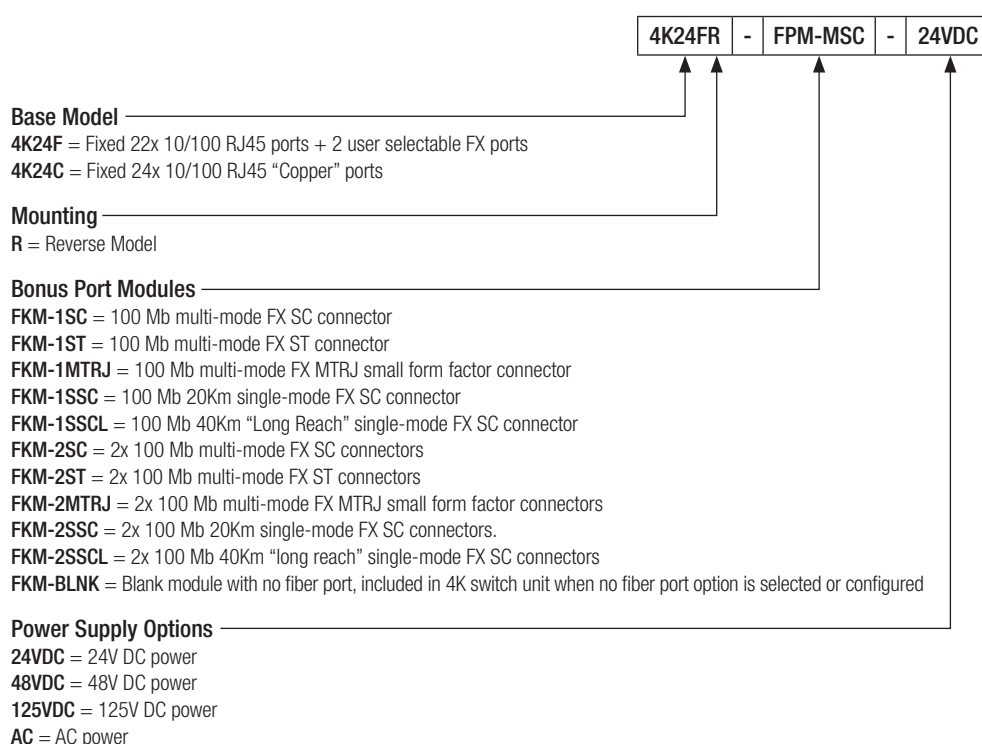 4K24FR - FPM-MSC - 24VDC
Base Model
4K24F = Fixed 22x 10/100 RJ45 ports + 2 user selectable FX ports
4K24C = Fixed 24x 10/100 RJ45 “Copper” ports
Mounting
R = Reverse Model
Bonus Port Modules
FKM-1SC = 100 Mb multi-mode FX SC connector
FKM-1ST = 100 Mb multi-mode FX ST connector
FKM-1MTRJ = 100 Mb multi-mode FX MTRJ small form factor connector
FKM-1SSC = 100 Mb 20Km single-mode FX SC connector
FKM-1SSCL = 100 Mb 40Km “Long Reach” single-mode FX SC connector
FKM-2SC = 2x 100 Mb multi-mode FX SC connectors
FKM-2ST = 2x 100 Mb multi-mode FX ST connectors
FKM-2MTRJ = 2x 100 Mb multi-mode FX MTRJ small form factor connectors
FKM-2SSC = 2x 100 Mb 20Km single-mode FX SC connectors.
FKM-2SSCL = 2x 100 Mb 40Km “long reach” single-mode FX SC connectors
FKM-BLNK = Blank module with no fiber port, included in 4K switch unit when no fiber port option is selected or configured
Power Supply Options
24VDC = 24V DC power
48VDC = 48V DC power
125VDC = 125V DC power
AC = AC power